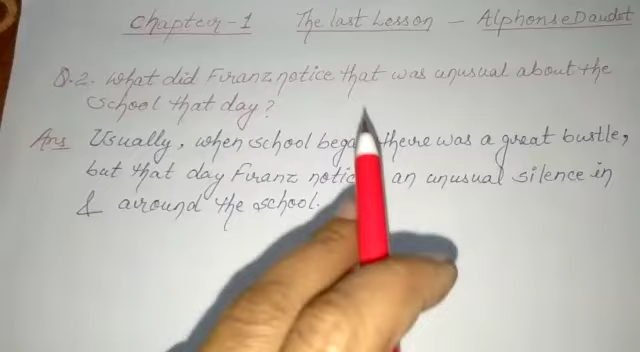 Chapter-1 The last Lesson - Alphonse Daudet
Q.2. What did Franz notice that was unusual about the
School that day?
Ans Usually, when school bega there was a great bustle,
but that day Franz notic an unusual silence in
& around the school.